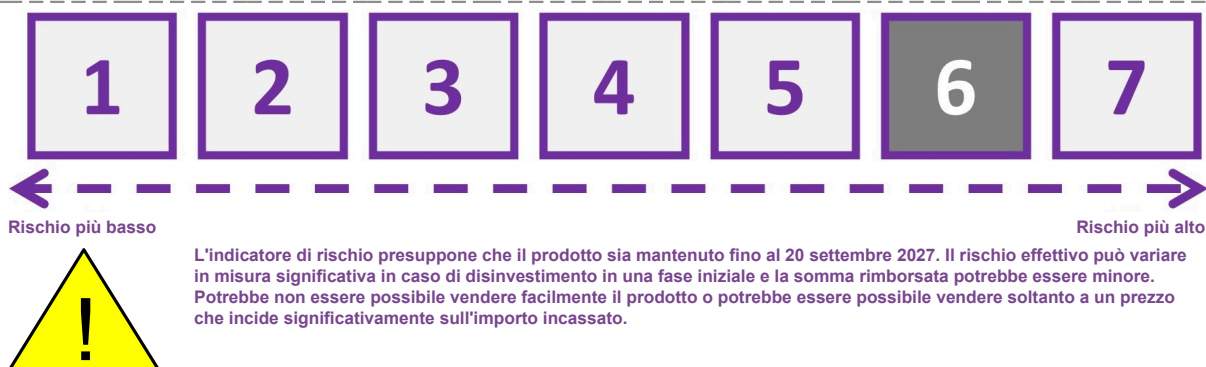 1 2 3 4 5 6 7
Rischio più basso Rischio più alto
L'indicatore di rischio presuppone che il prodotto sia mantenuto fino al 20 settembre 2027. Il rischio effettivo può variare
in misura significativa in caso di disinvestimento in una fase iniziale e la somma rimborsata potrebbe essere minore.
Potrebbe non essere possibile vendere facilmente il prodotto o potrebbe essere possibile vendere soltanto a un prezzo
che incide significativamente sull'importo incassato.
!